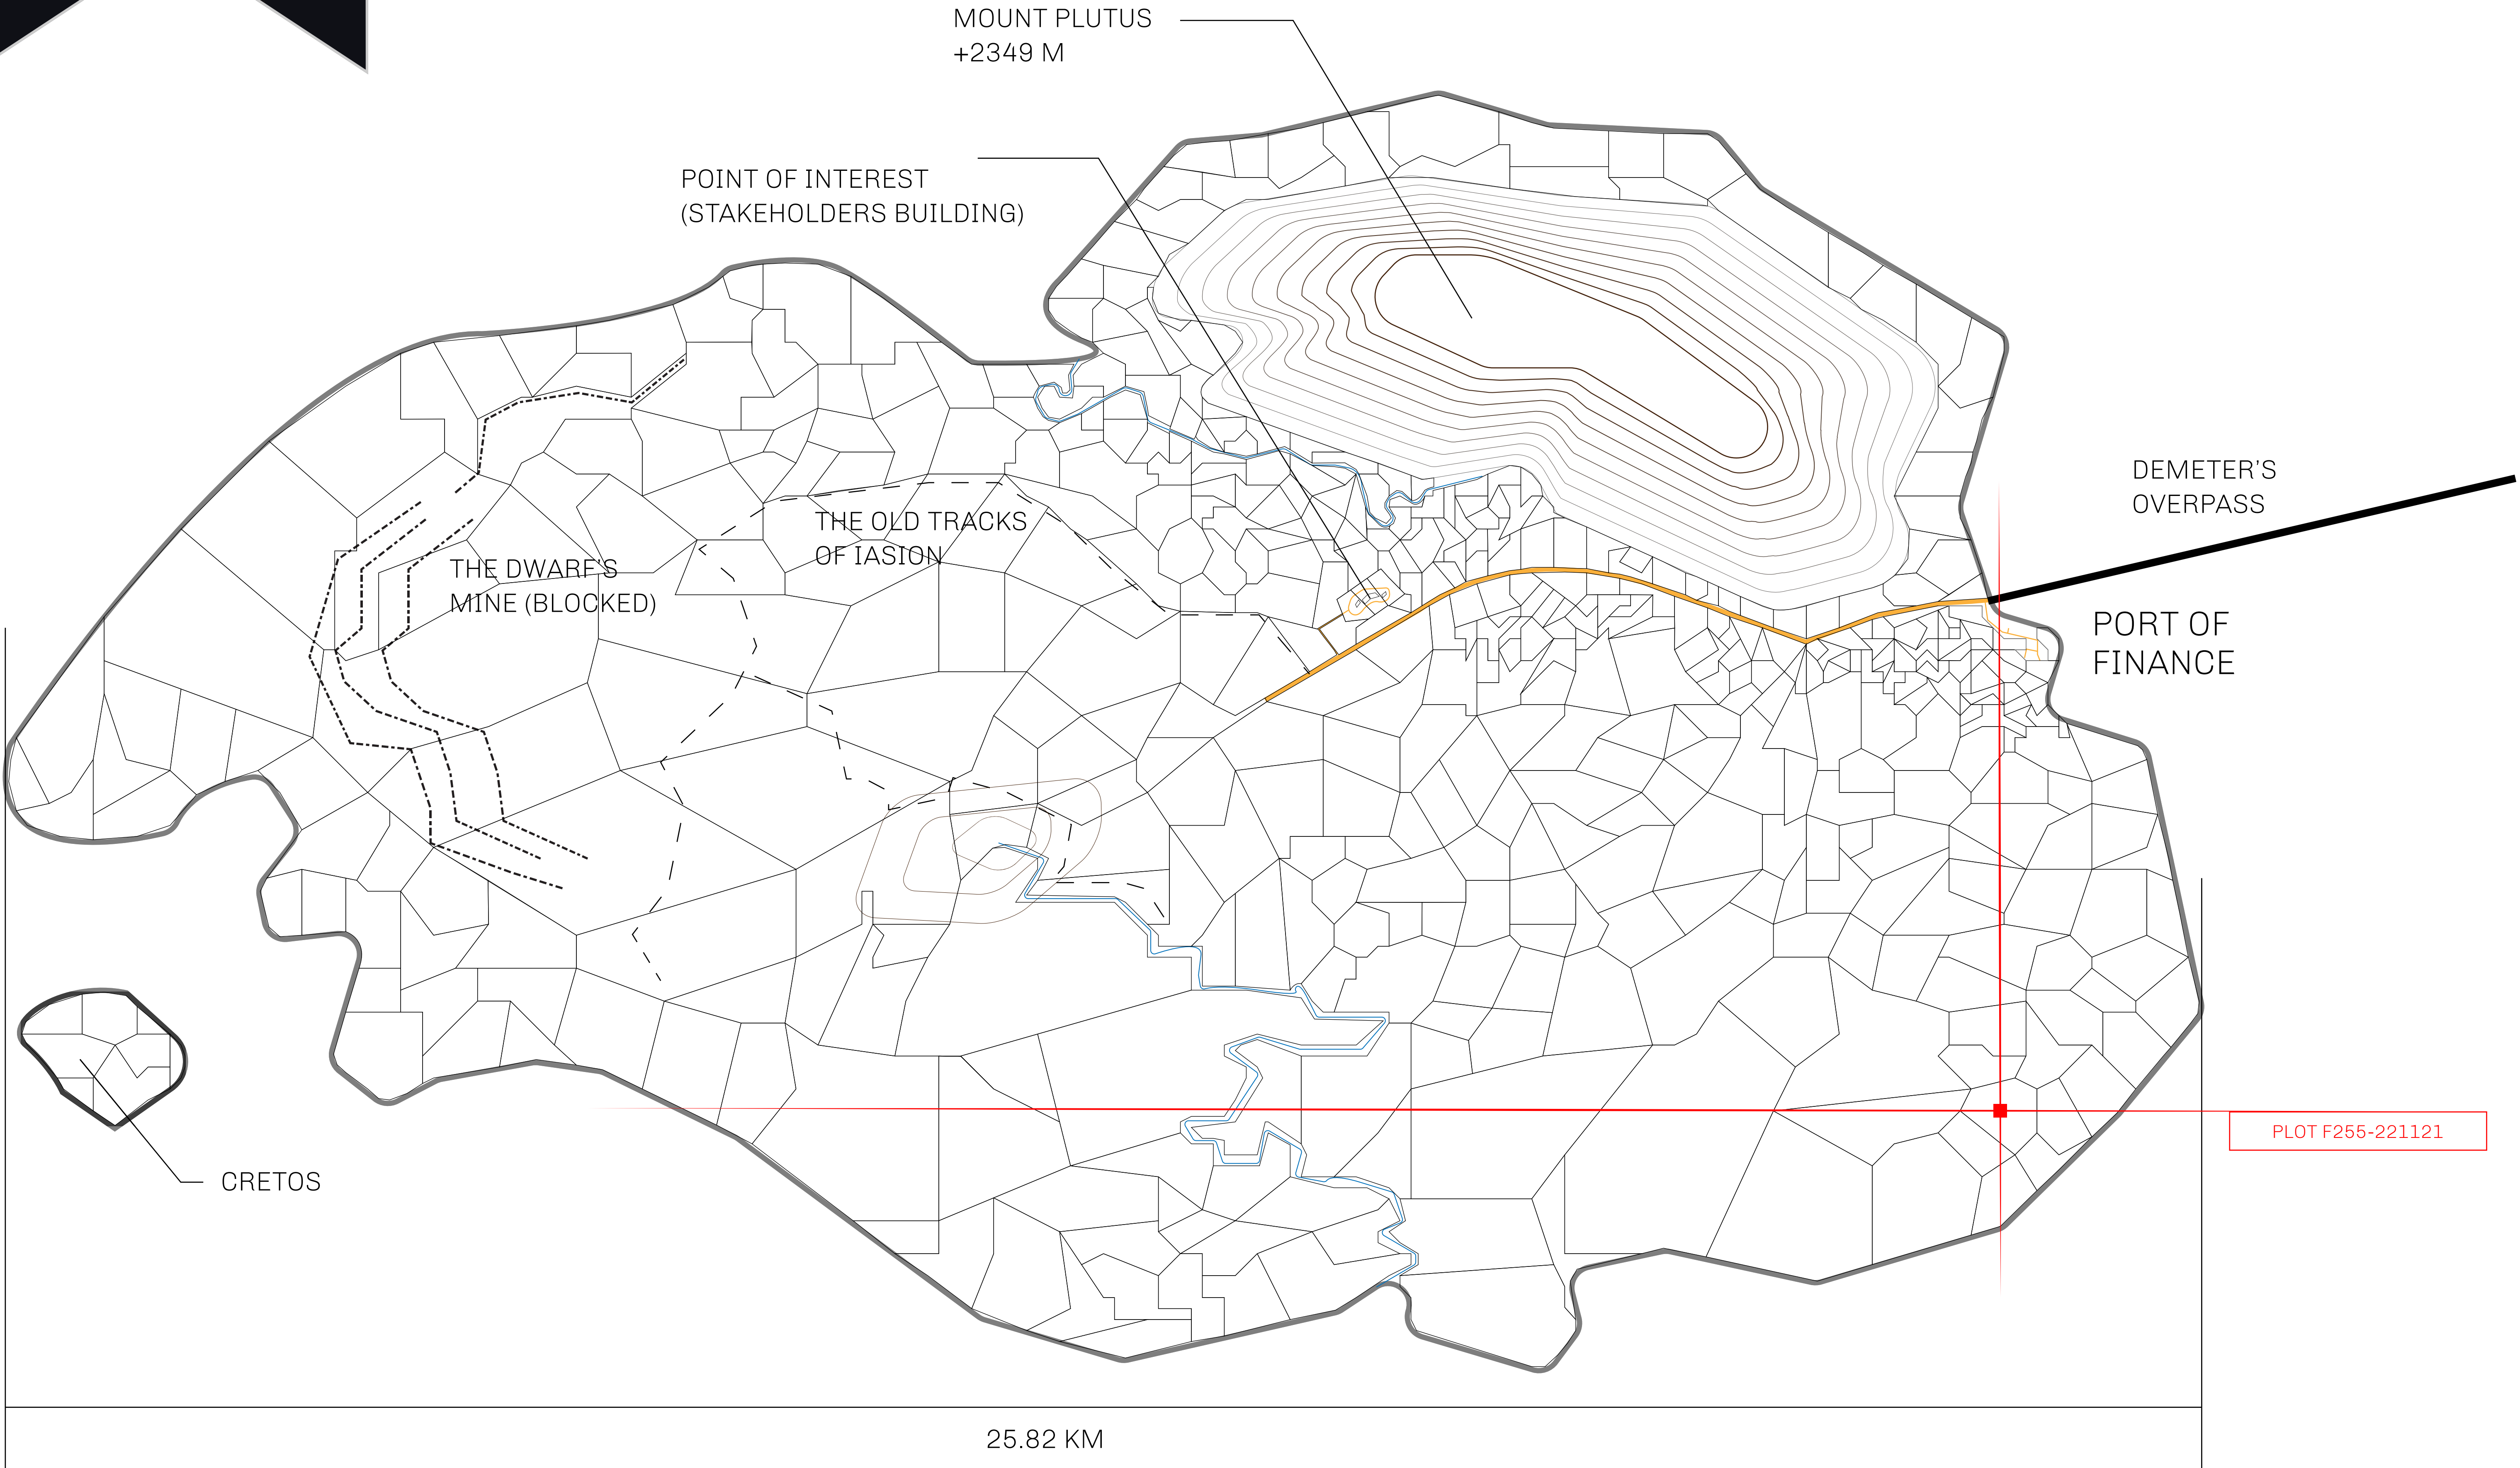 MOUNT PLUTUS
+2349 M
POINT OF INTEREST
(STAKEHOLDERS BUILDING)
DEMETER'S
OVERPASS
THE OLD TRACKS
OF IASION
THE DWARF'S
MINE (BLOCKED)
PORT OF
FINANCE
PLOT F255-221121
CRETOS
25.82 KM